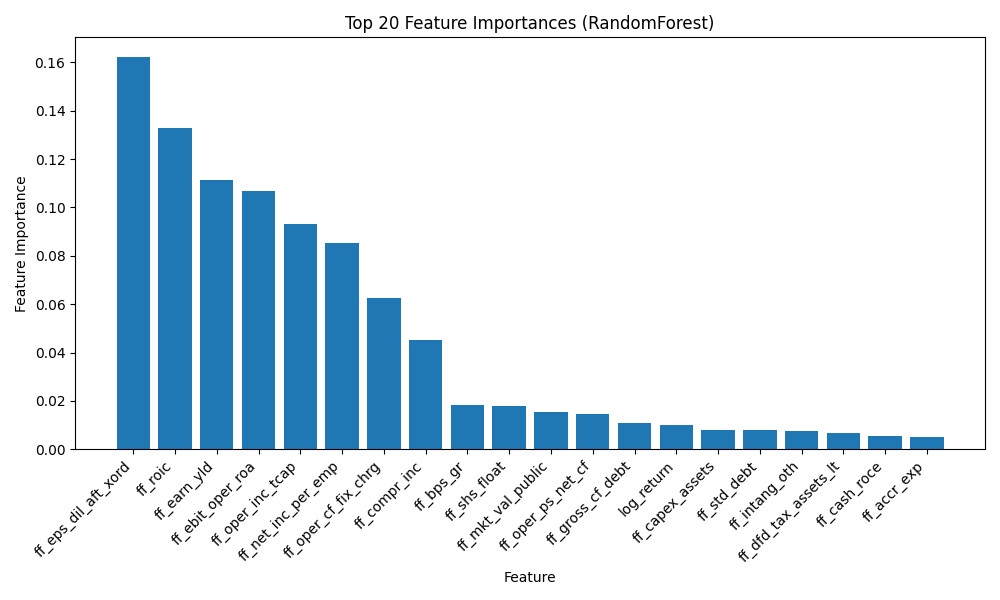 Top 20 Feature Importances (RandomForest)
Feature Importance
0.16
0.14
0.12
0.10
0.08
0.06
0.04
0.02
0.00
ff_eps_dil_aft_xord
ff_roic
ff_earn_yld
ff_ebit_oper_roa
ff_oper_inc_tcap
ff_net_inc_per_emp
ff_oper_cf_fix_chrg
ff_compr_inc
ff_bps_gr
ff_shs_float
ff_mkt_val_public
ff_oper_ps_net_cf
ff_gross_cf_debt
log_return
ff_capex_assets
ff_std_debt
ff_intang_oth
ff_dfd_tax_assets_lt
ff_cash_roce
ff_accr_exp
Feature